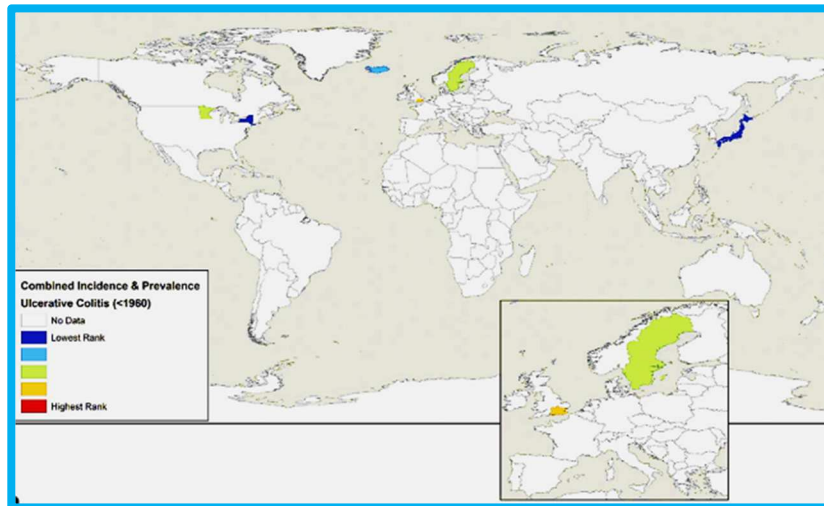 Combined Incidence & Prevalence
Ulcerative Colitis (<1960)
No Data
Lowest Rank
Highest Rank